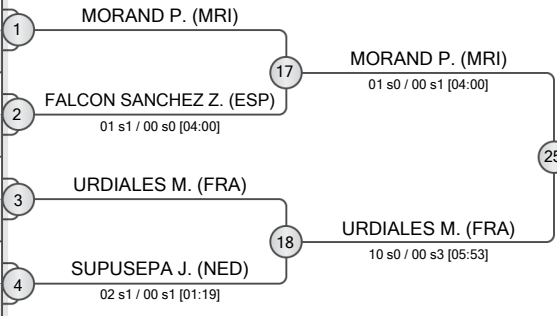 1
MORAND P. (MRI)
17
MORAND P. (MRI)
01 s0 / 00 s1 [04:00]
2
FALCON SANCHEZ Z. (ESP)
01 s1 / 00 s0 [04:00]
25
3
URDIALES M. (FRA)
18
URDIALES M. (FRA)
10 s0 / 00 s3 [05:53]
4
SUPUSEPA J. (NED)
02 s1 / 00 s1 [01:19]